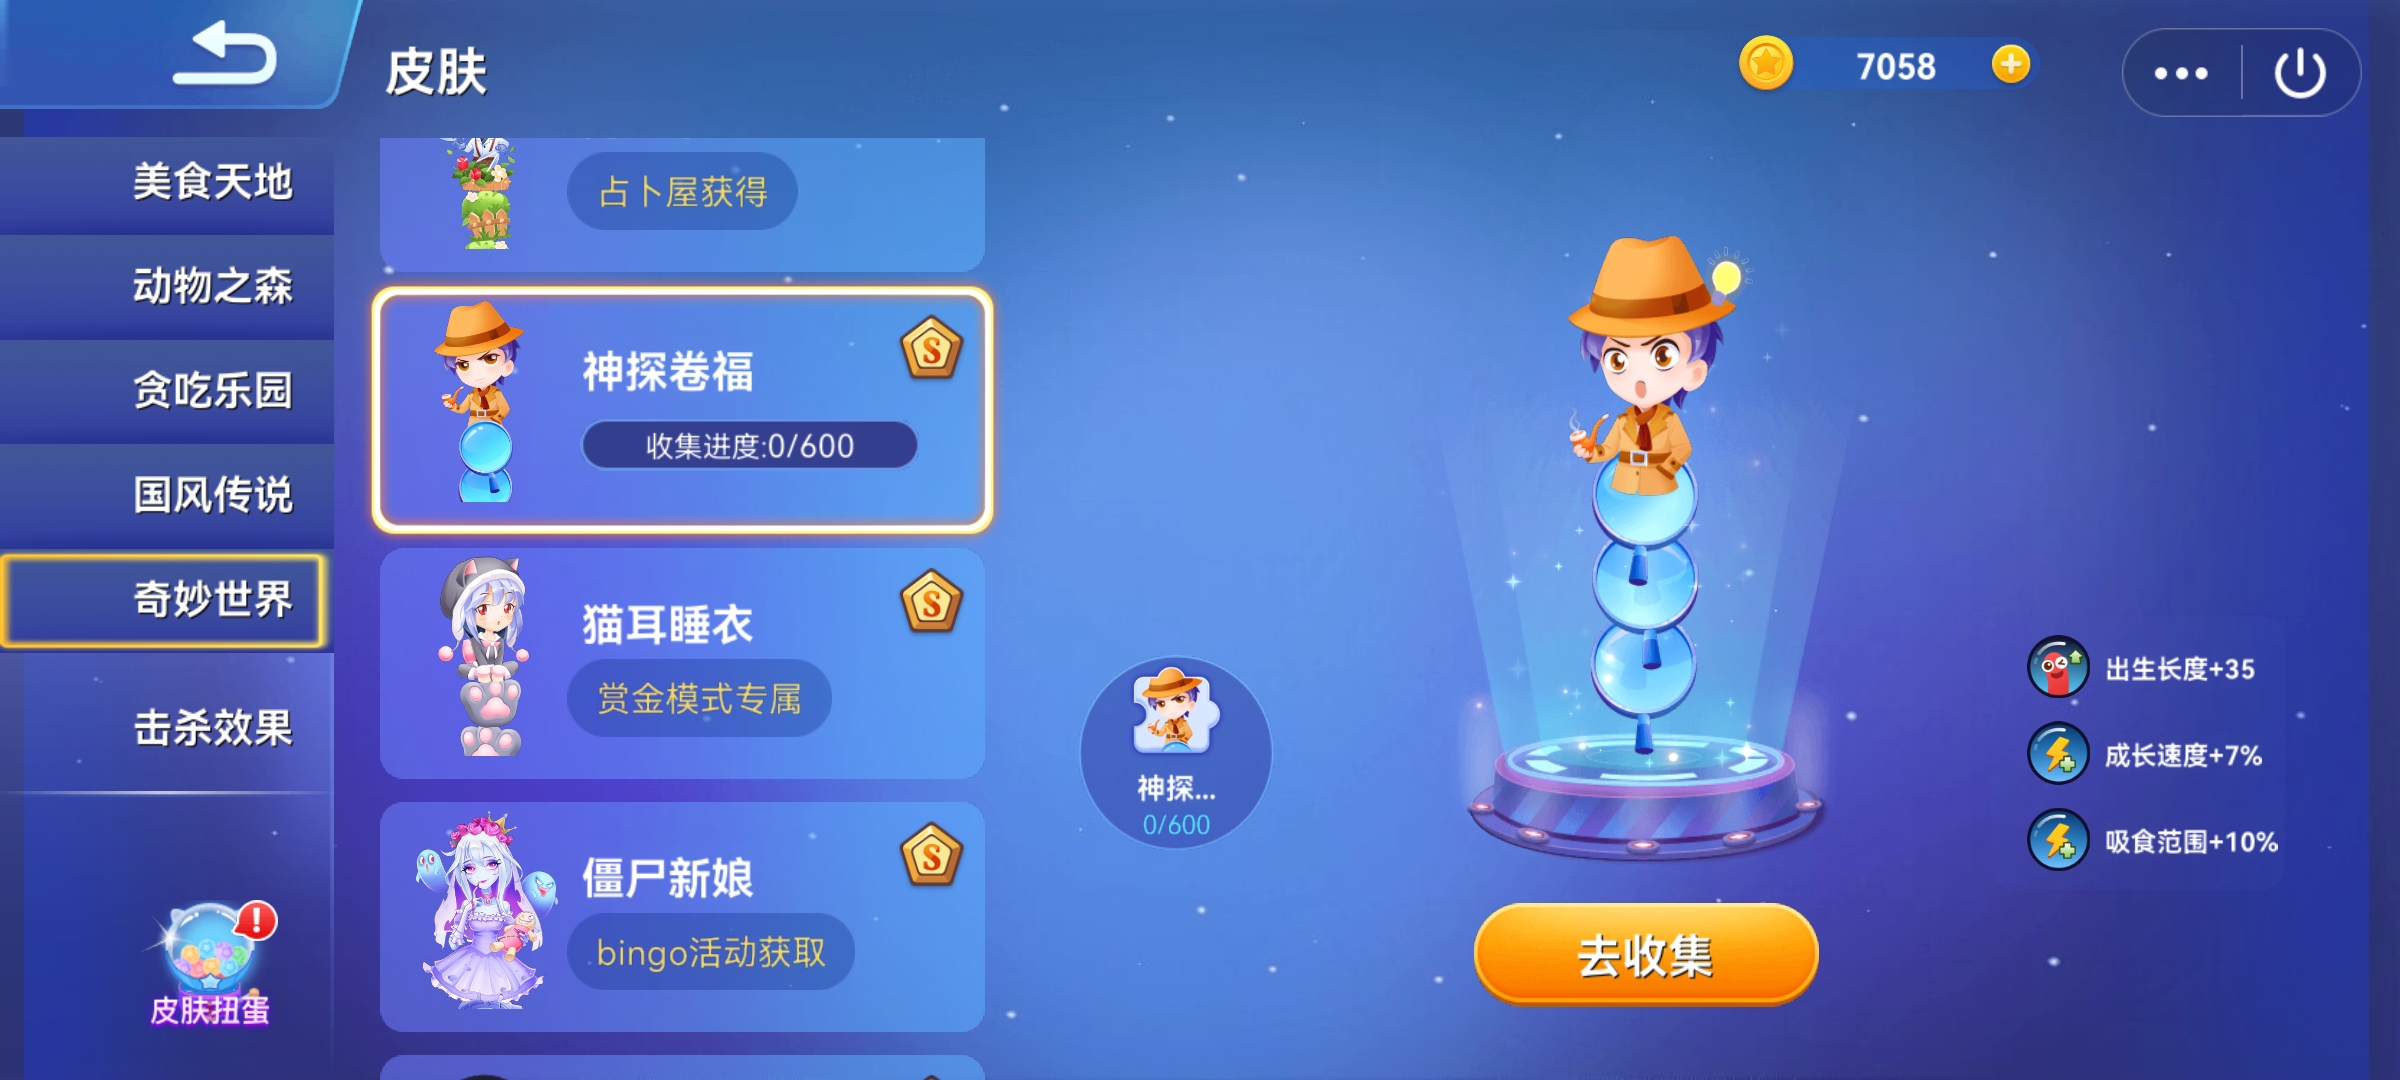 皮肤
7058
美食天地
动物之森
贪吃乐园
国风传说
奇妙世界
击杀效果
皮肤扭蛋
占卜屋获得
神探卷福
S
收集进度:0/600
猫耳睡衣
S
赏金模式专属
僵尸新娘
S
bingo活动获取
神探...
0/600
出生长度+35
成长速度+7%
吸食范围+10%
去收集